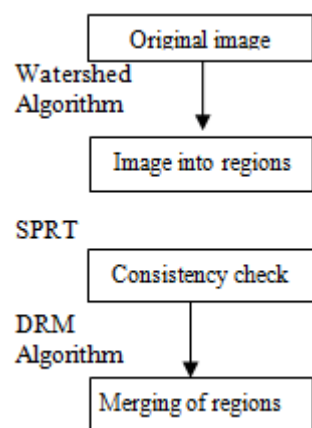 Original image
Watershed
Algorithm
Image into regions
SPRT
Consistency check
DRM
Algorithm
Merging of regions